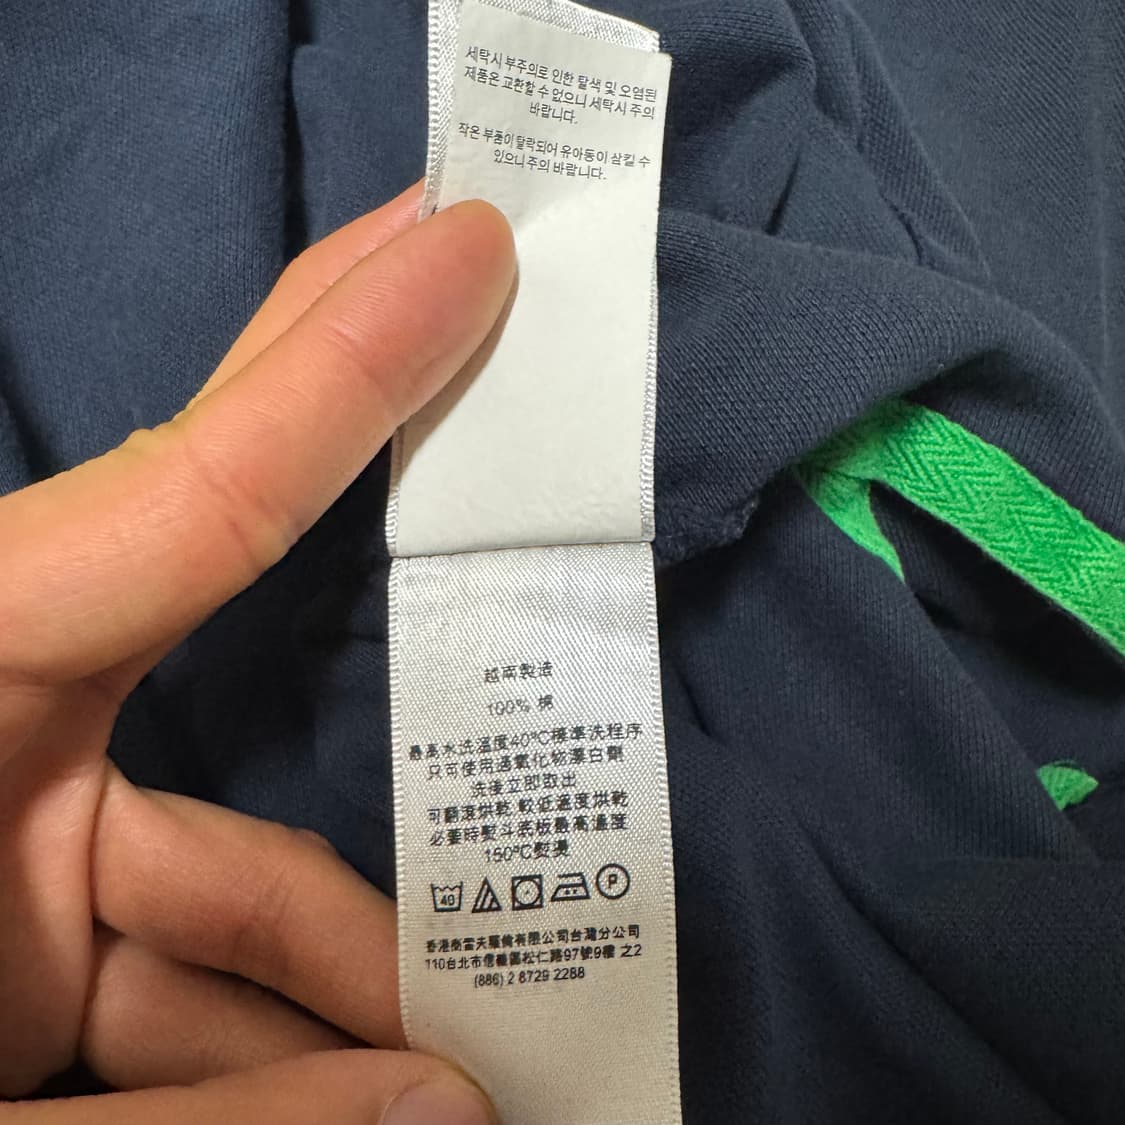 세탁시 부주의로 인한 탈색 및 오염된
제품은 교환할 수 없으니 세탁시 주의
바랍니다.
작은 부품이 탈락되어 유아동이 삼킬 수
있으니 주의 바랍니다.
越南製造
100% 棉
最高水洗溫度40°C標準洗程序
只可使用過氧化物漂白劑
洗後立即取出
可翻滾烘乾 較低溫度烘乾
必要時熨斗底板最高溫度
150°C熨燙
40
P
香港商雷夫羅倫有限公司台灣分公司
110台北市信義區松仁路97號9樓 之2
(886) 2 8729 2288